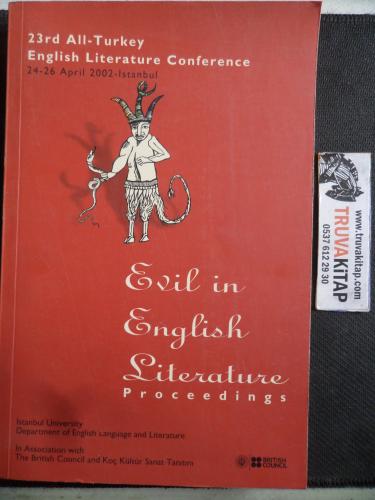 23rd All-Turkey
English Literature Conference
24-26 April 2002-Istanbul
Evil in
English
Literature
Proceedings
Istanbul University
Department of English Language and Literature
In Association with
The British Council and Koç Kültür Sanat Tanıtım
BRITISH
COUNCIL
www.truvakitap.com
TRUVAKİTAP
0537 612 29 30